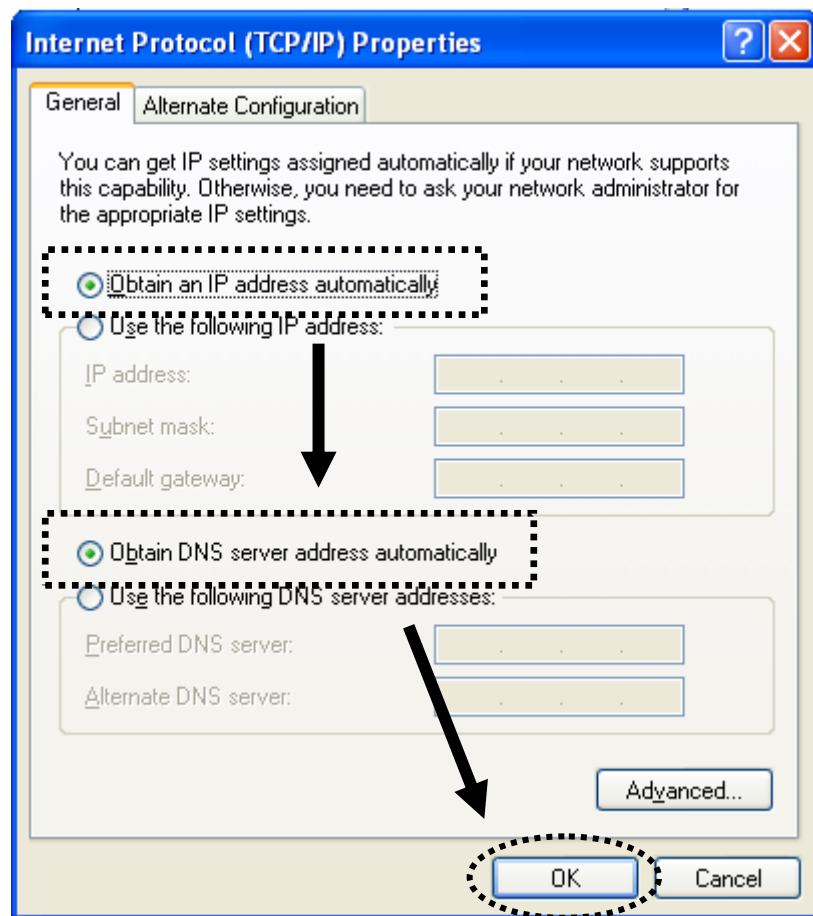 Internet Protocol (TCP/IP) Properties
General
Alternate Configuration
You can get IP settings assigned automatically if your network supports
this capability. Otherwise, you need to ask your network administrator for
the appropriate IP settings.
Obtain an IP address automatically
Use the following IP address:
IP address:
Subnet mask:
Default gateway:
Obtain DNS server address automatically
Use the following DNS server addresses:
Preferred DNS server:
Alternate DNS server:
Advanced...
OK
Cancel